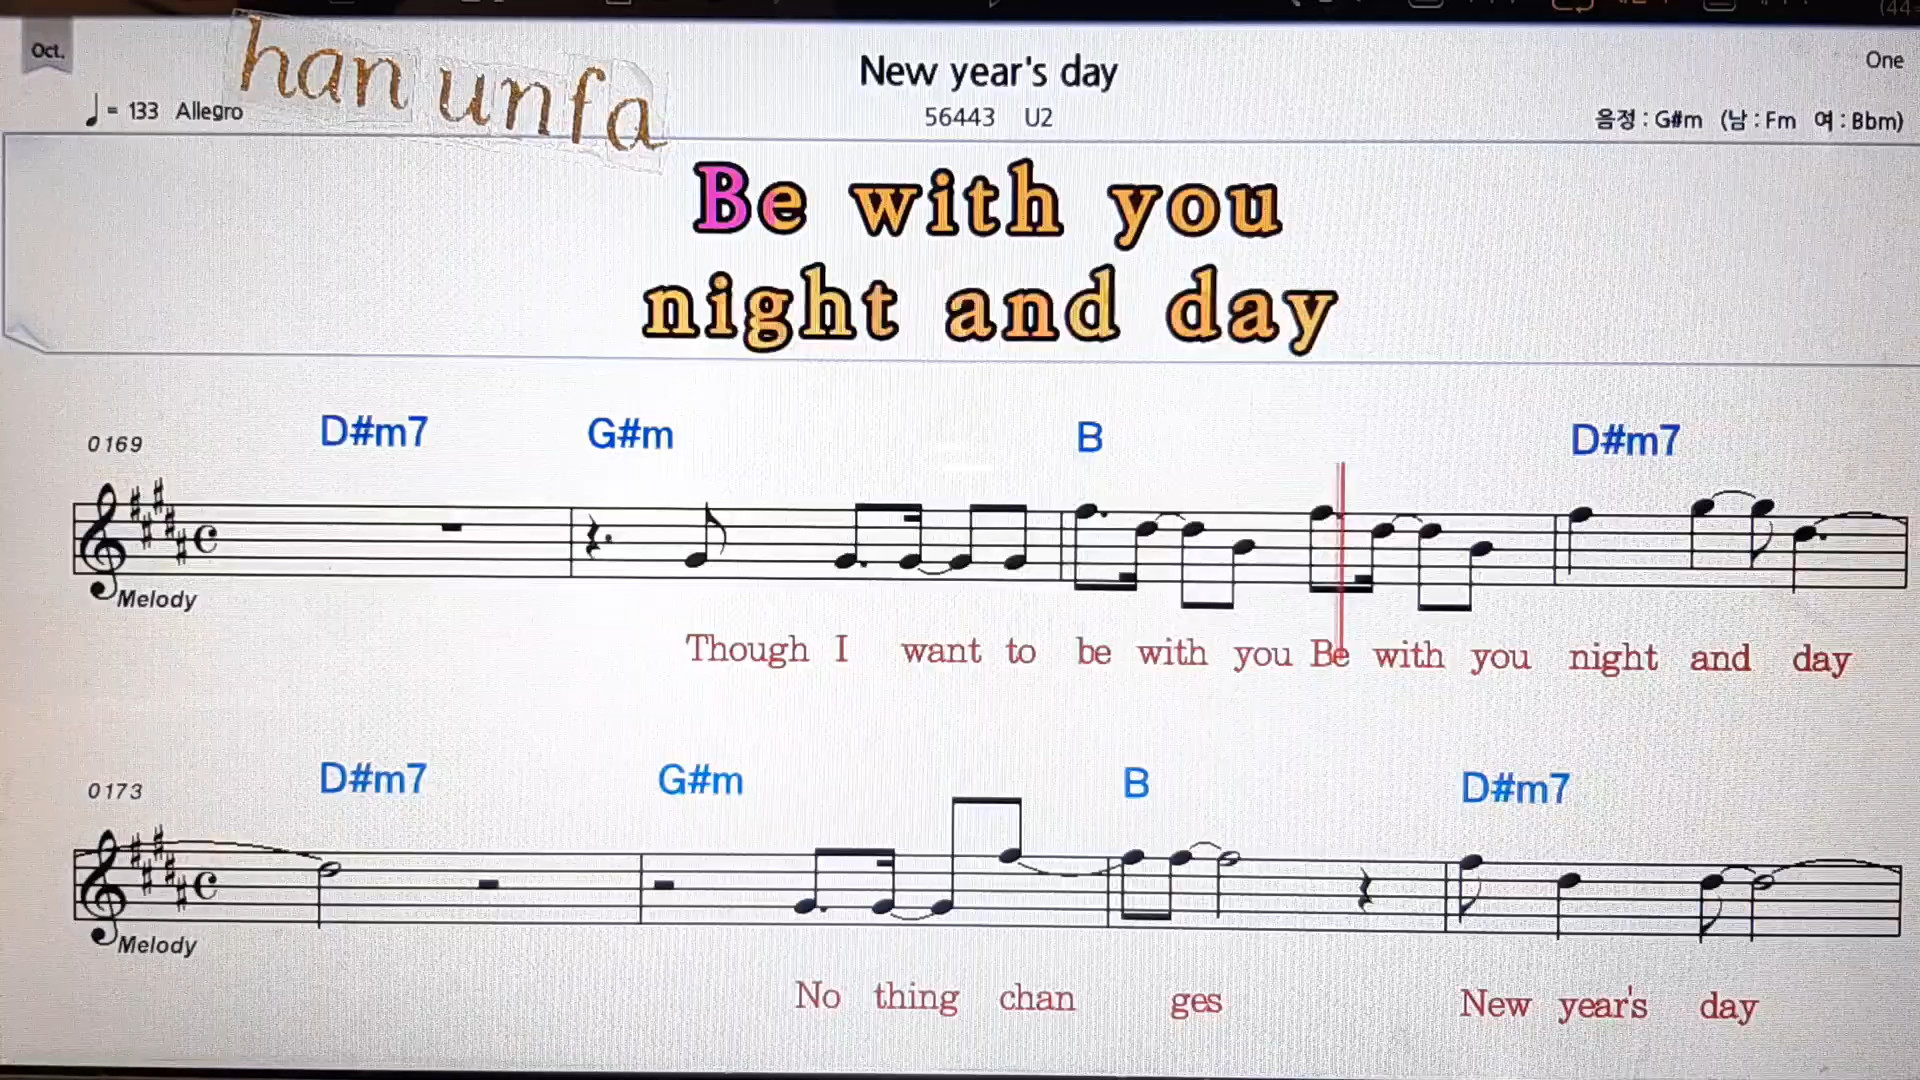 Oct.
han unfa
New year's day
One
♩= 133 Allegro
56443 U2
음정 : G#m (남 : Fm 여 : Bbm)
Be with you
night and day
0169
D#m7 G#m B D#m7
Melody
Though I want to be with you Be with you night and day
0173
D#m7 G#m B D#m7
Melody
No thing chan ges New year's day